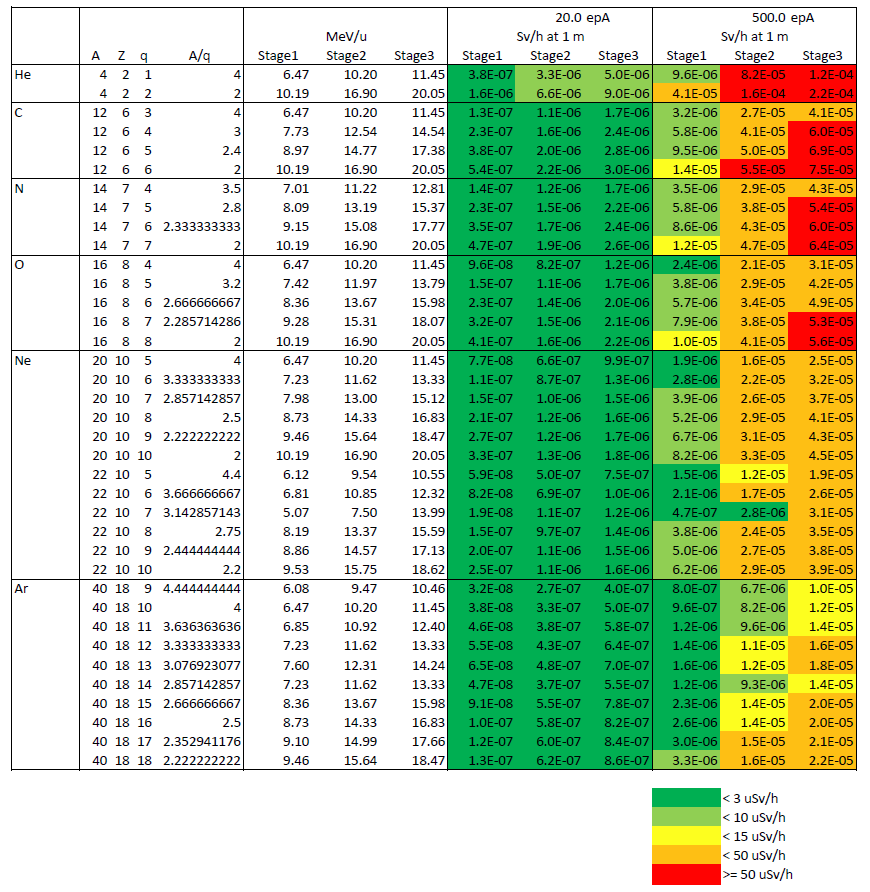 20.0 epA 500.0 epA
MeV/u Sv/h at 1 m Sv/h at 1 m
A Z q A/q Stage1 Stage2 Stage3 Stage1 Stage2 Stage3 Stage1 Stage2 Stage3
He 4 2 1 4 6.47 10.20 11.45 3.8E-07 3.3E-06 5.0E-06 9.6E-06 8.2E-05 1.2E-04
4 2 2 2 10.19 16.90 20.05 1.6E-06 6.6E-06 9.0E-06 4.1E-05 1.6E-04 2.2E-04
C 12 6 3 4 6.47 10.20 11.45 1.3E-07 1.1E-06 1.7E-06 3.2E-06 2.7E-05 4.1E-05
12 6 4 3 7.73 12.54 14.54 2.3E-07 1.6E-06 2.4E-06 5.8E-06 4.1E-05 6.0E-05
12 6 5 2.4 8.97 14.77 17.38 3.8E-07 2.0E-06 2.8E-06 9.5E-06 5.0E-05 6.9E-05
12 6 6 2 10.19 16.90 20.05 5.4E-07 2.2E-06 3.0E-06 1.4E-05 5.5E-05 7.5E-05
N 14 7 4 3.5 7.01 11.22 12.81 1.4E-07 1.2E-06 1.7E-06 3.5E-06 2.9E-05 4.3E-05
14 7 5 2.8 8.09 13.19 15.37 2.3E-07 1.5E-06 2.2E-06 5.8E-06 3.8E-05 5.4E-05
14 7 6 2.333333333 9.15 15.08 17.77 3.5E-07 1.7E-06 2.4E-06 8.6E-06 4.3E-05 6.0E-05
14 7 7 2 10.19 16.90 20.05 4.7E-07 1.9E-06 2.6E-06 1.2E-05 4.7E-05 6.4E-05
O 16 8 4 4 6.47 10.20 11.45 9.6E-08 8.2E-07 1.2E-06 2.4E-06 2.1E-05 3.1E-05
16 8 5 3.2 7.42 11.97 13.79 1.5E-07 1.1E-06 1.7E-06 3.8E-06 2.9E-05 4.2E-05
16 8 6 2.666666667 8.36 13.67 15.98 2.3E-07 1.4E-06 2.0E-06 5.7E-06 3.4E-05 4.9E-05
16 8 7 2.285714286 9.28 15.31 18.07 3.2E-07 1.5E-06 2.1E-06 7.9E-06 3.8E-05 5.3E-05
16 8 8 2 10.19 16.90 20.05 4.1E-07 1.6E-06 2.2E-06 1.0E-05 4.1E-05 5.6E-05
Ne 20 10 5 4 6.47 10.20 11.45 7.7E-08 6.6E-07 9.9E-07 1.9E-06 1.6E-05 2.5E-05
20 10 6 3.333333333 7.23 11.62 13.33 1.1E-07 8.7E-07 1.3E-06 2.8E-06 2.2E-05 3.2E-05
20 10 7 2.857142857 7.98 13.00 15.12 1.5E-07 1.0E-06 1.5E-06 3.9E-06 2.6E-05 3.7E-05
20 10 8 2.5 8.73 14.33 16.83 2.1E-07 1.2E-06 1.6E-06 5.2E-06 2.9E-05 4.1E-05
20 10 9 2.222222222 9.46 15.64 18.47 2.7E-07 1.2E-06 1.7E-06 6.7E-06 3.1E-05 4.3E-05
20 10 10 2 10.19 16.90 20.05 3.3E-07 1.3E-06 1.8E-06 8.2E-06 3.3E-05 4.5E-05
22 10 5 4.4 6.12 9.54 10.55 5.9E-08 5.0E-07 7.5E-07 1.5E-06 1.2E-05 1.9E-05
22 10 6 3.666666667 6.81 10.85 12.32 8.2E-08 6.9E-07 1.0E-06 2.1E-06 1.7E-05 2.6E-05
22 10 7 3.142857143 5.07 7.50 13.99 1.9E-08 1.1E-07 1.2E-06 4.7E-07 2.8E-06 3.1E-05
22 10 8 2.75 8.19 13.37 15.59 1.5E-07 9.7E-07 1.4E-06 3.8E-06 2.4E-05 3.5E-05
22 10 9 2.444444444 8.86 14.57 17.13 2.0E-07 1.1E-06 1.5E-06 5.0E-06 2.7E-05 3.8E-05
22 10 10 2.2 9.53 15.75 18.62 2.5E-07 1.1E-06 1.6E-06 6.2E-06 2.9E-05 3.9E-05
Ar 40 18 9 4.444444444 6.08 9.47 10.46 3.2E-08 2.7E-07 4.0E-07 8.0E-07 6.7E-06 1.0E-05
40 18 10 4 6.47 10.20 11.45 3.8E-08 3.3E-07 5.0E-07 9.6E-07 8.2E-06 1.2E-05
40 18 11 3.636363636 6.85 10.92 12.40 4.6E-08 3.8E-07 5.8E-07 1.2E-06 9.6E-06 1.4E-05
40 18 12 3.333333333 7.23 11.62 13.33 5.5E-08 4.3E-07 6.4E-07 1.4E-06 1.1E-05 1.6E-05
40 18 13 3.076923077 7.60 12.31 14.24 6.5E-08 4.8E-07 7.0E-07 1.6E-06 1.2E-05 1.8E-05
40 18 14 2.857142857 7.23 11.62 13.33 4.7E-08 3.7E-07 5.5E-07 1.2E-06 9.3E-06 1.4E-05
40 18 15 2.666666667 8.36 13.67 15.98 9.1E-08 5.5E-07 7.8E-07 2.3E-06 1.4E-05 2.0E-05
40 18 16 2.5 8.73 14.33 16.83 1.0E-07 5.8E-07 8.2E-07 2.6E-06 1.4E-05 2.0E-05
40 18 17 2.352941176 9.10 14.99 17.66 1.2E-07 6.0E-07 8.4E-07 3.0E-06 1.5E-05 2.1E-05
40 18 18 2.222222222 9.46 15.64 18.47 1.3E-07 6.2E-07 8.6E-07 3.3E-06 1.6E-05 2.2E-05
< 3 uSv/h
< 10 uSv/h
< 15 uSv/h
< 50 uSv/h
>= 50 uSv/h